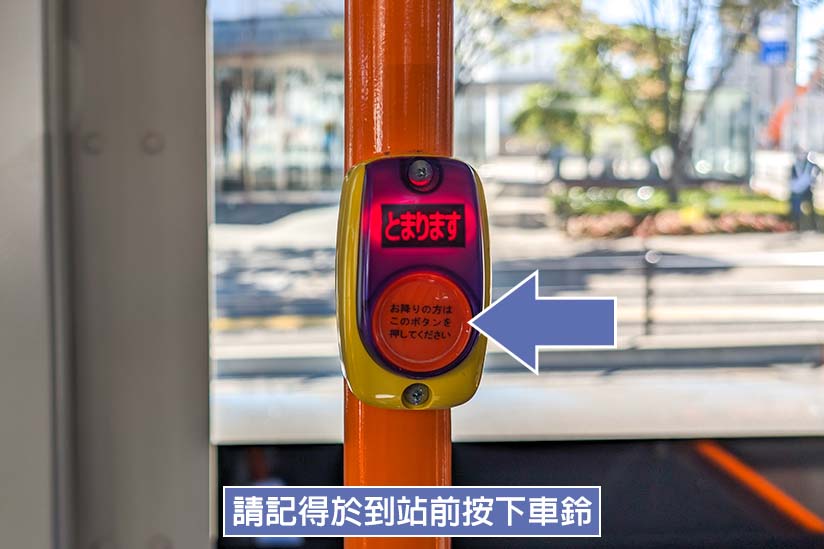 とまります
お降りの方は
このボタンを
押してください
請記得於到站前按下車鈴